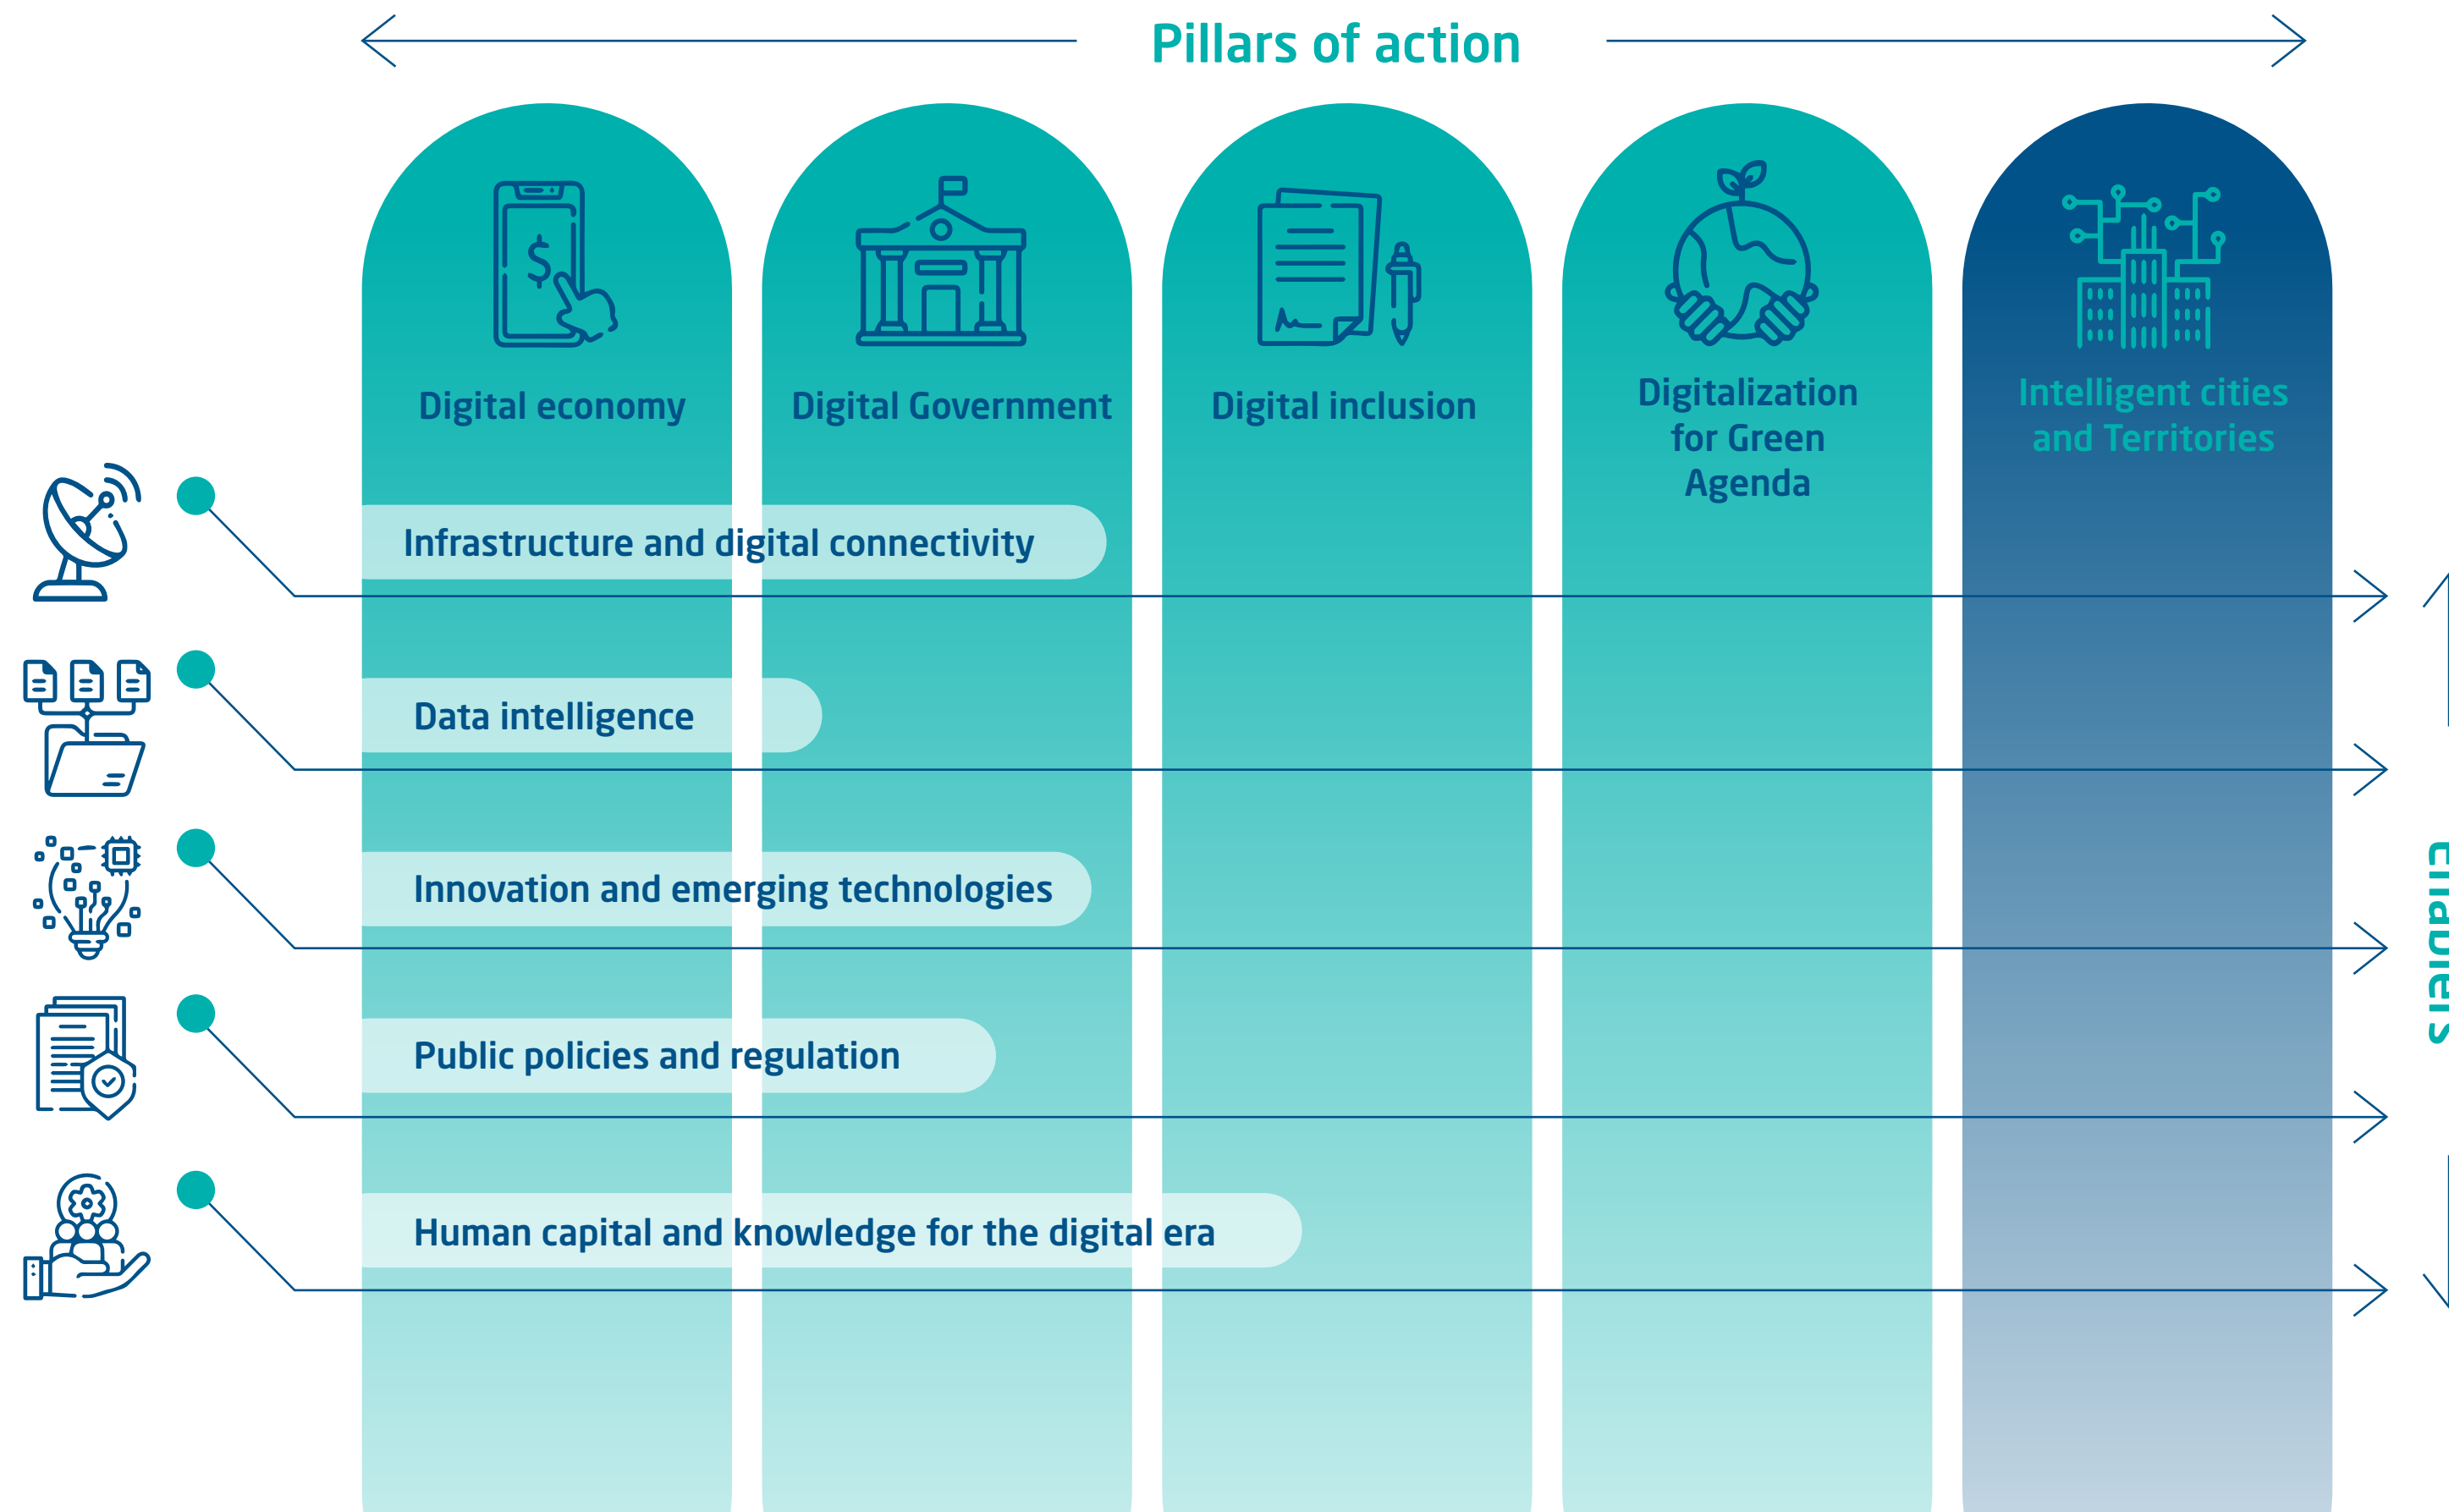 Pillars of action
Digital economy
Digital Government
Digital inclusion
Digitalization
for Green
Agenda
Intelligent cities
and Territories
Infrastructure and digital connectivity
Data intelligence
Innovation and emerging technologies
Public policies and regulation
Human capital and knowledge for the digital era